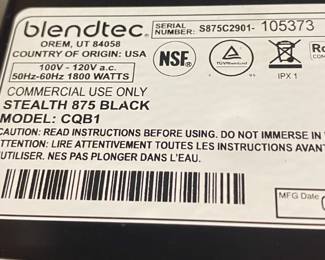 blendtec®
OREM, UT 84058
COUNTRY OF ORIGIN: USA
SERIAL NUMBER: S875C2901- 105373
100V - 120V a.c.
50Hz-60Hz 1800 WATTS
NSF®
TÜVRheinland
IPX 1
Ro
COMMERCIAL USE ONLY
STEALTH 875 BLACK
MODEL: CQB1
CAUTION: READ INSTRUCTIONS BEFORE USING. DO NOT IMMERSE IN
ATTENTION: LIRE ATTENTIVEMENT TOUTES LES INSTRUCTIONS AVANT
UTILISER. NES PAS PLONGER DANS L'EAU.
MFG Date